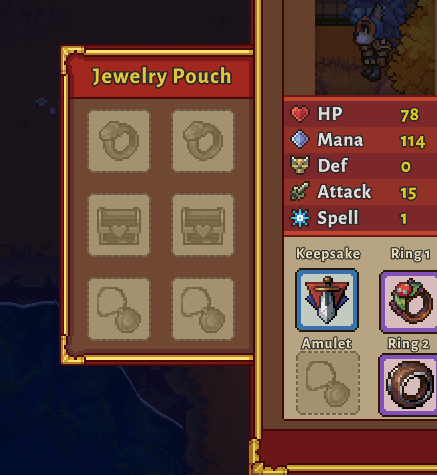 Jewelry Pouch
HP 78
Mana 114
Def 0
Attack 15
Spell 1
Keepsake Ring 1
Amulet Ring 2